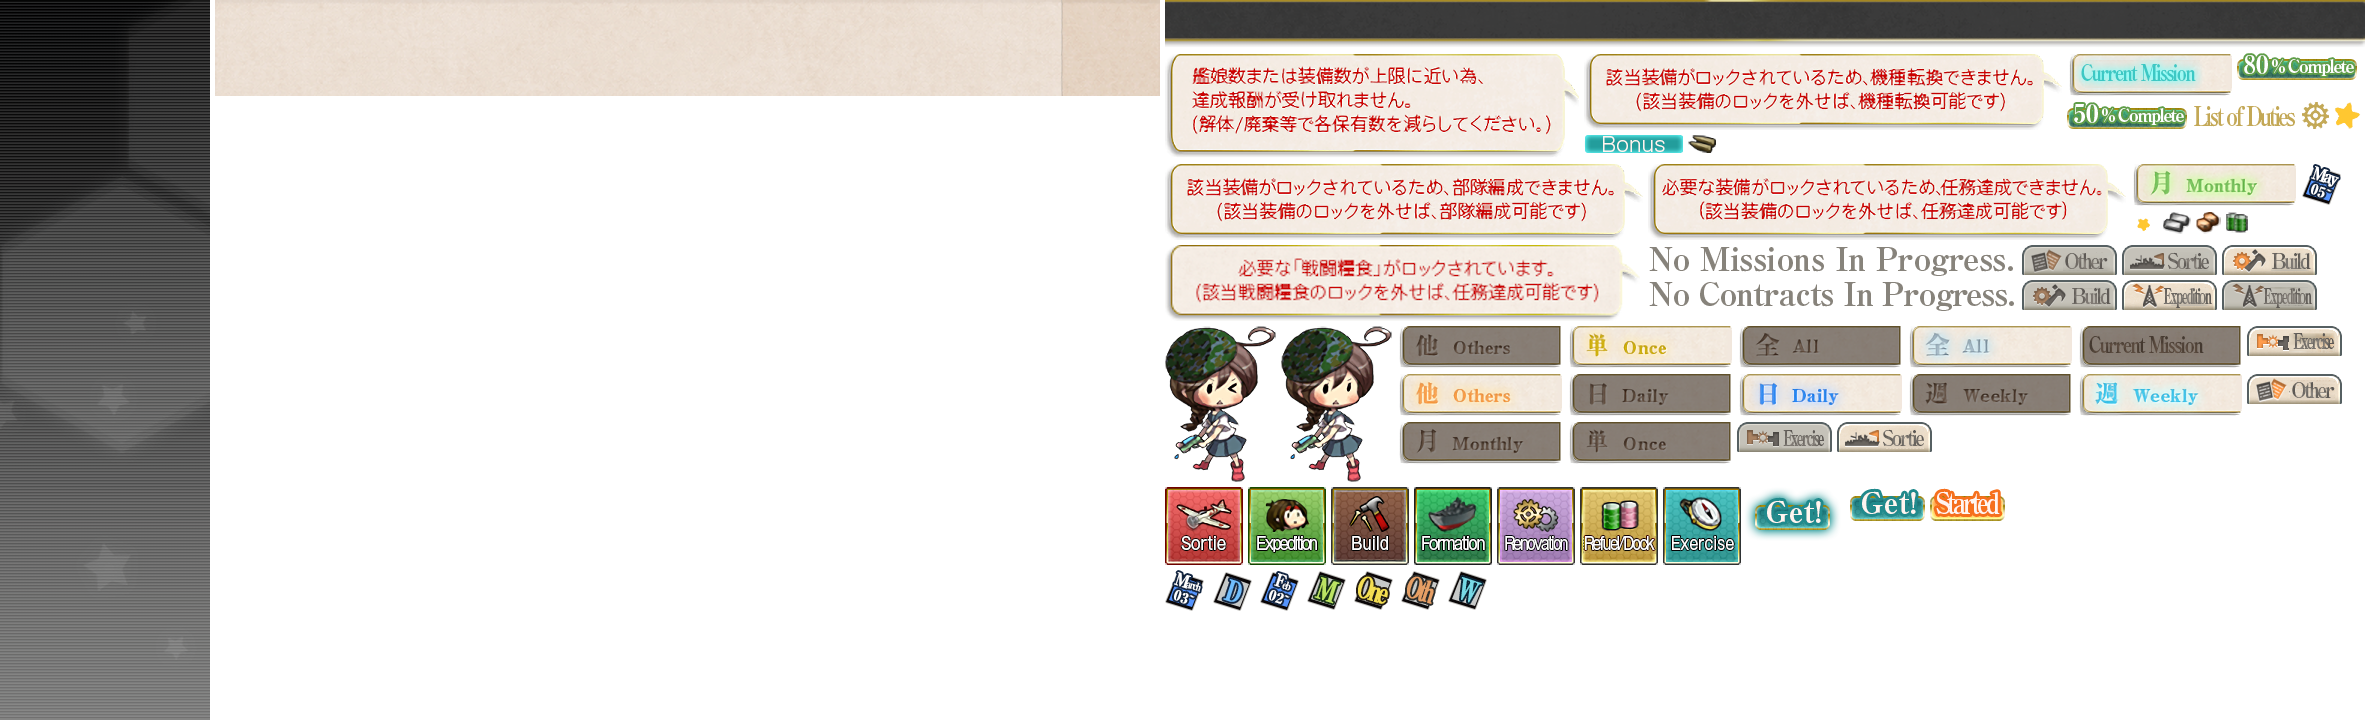 艦娘数または装備数が上限に近い為、
達成報酬が受け取れません。
(解体/廃棄等で各保有数を減らしてください。)
該当装備がロックされているため、機種転換できません。
(該当装備のロックを外せば、機種転換可能です)
Current Mission
80% Complete
50% Complete
List of Duties
Bonus
該当装備がロックされているため、部隊編成できません。
(該当装備のロックを外せば、部隊編成可能です)
必要な装備がロックされているため、任務達成できません。
(該当装備のロックを外せば、任務達成可能です)
月 Monthly
May
05~
必要な「戦闘糧食」がロックされています。
(該当戦闘糧食のロックを外せば、任務達成可能です)
No Missions In Progress.
No Contracts In Progress.
Other
Sortie
Build
Build
Expedition
Expedition
他 Others
単 Once
全 All
全 All
Current Mission
Exercise
他 Others
日 Daily
日 Daily
週 Weekly
週 Weekly
Other
月 Monthly
単 Once
Exercise
Sortie
Sortie
Expedition
Build
Formation
Renovation
Refuel/Dock
Exercise
Get!
Get!
Started
March
03~
D
Feb
02~
M
One
Oth
W